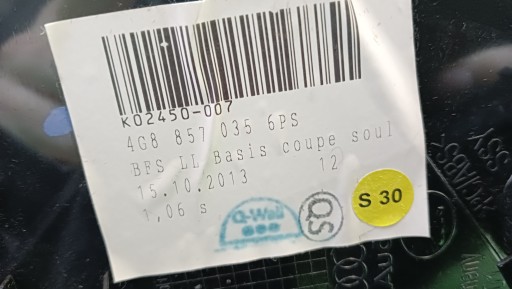 K02450-007
4G8 857 035 6PS
BFS LL Basis coupe soul
15.10.2013 12
1,06 s
Q-Wall
QS
S 30